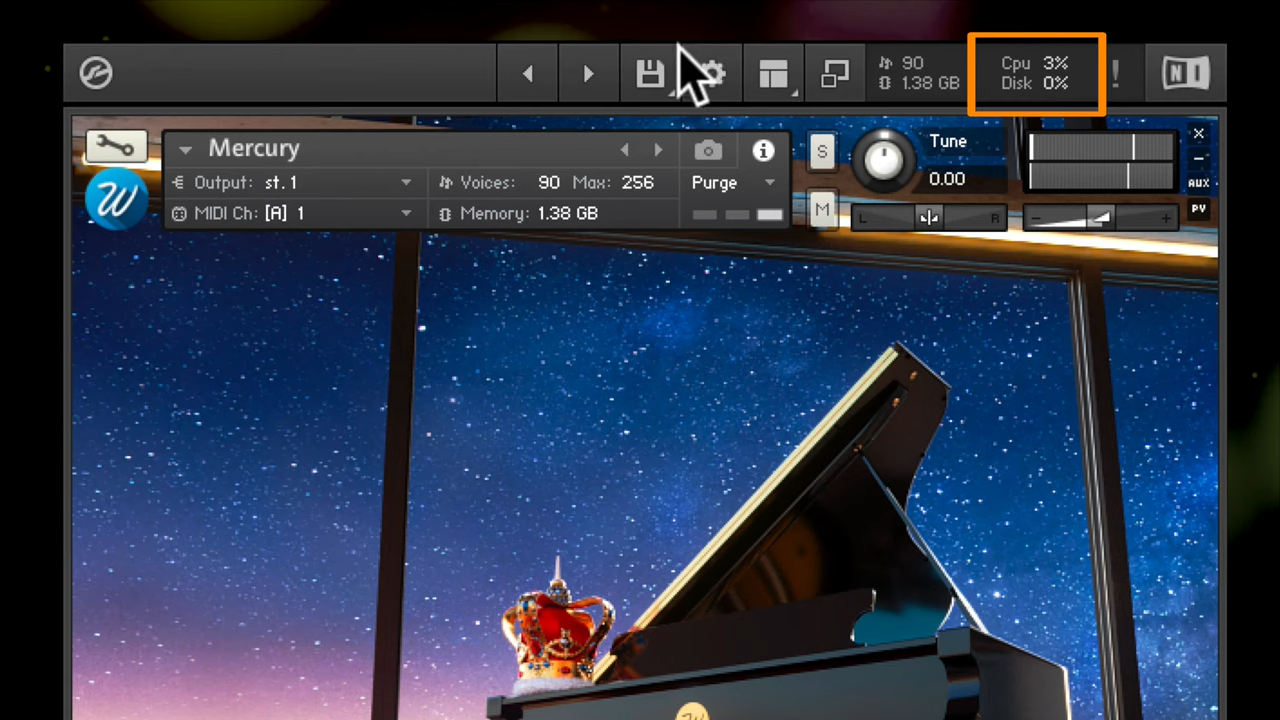 90
1.38 GB
Cpu 3%
Disk 0%
!
NI
Mercury
i
S
Tune
X
Output: st. 1
Voices: 90 Max: 256
Purge
0.00
AUX
W
MIDI Ch: [A] 1
Memory: 1.38 GB
M
L
R
PV
W